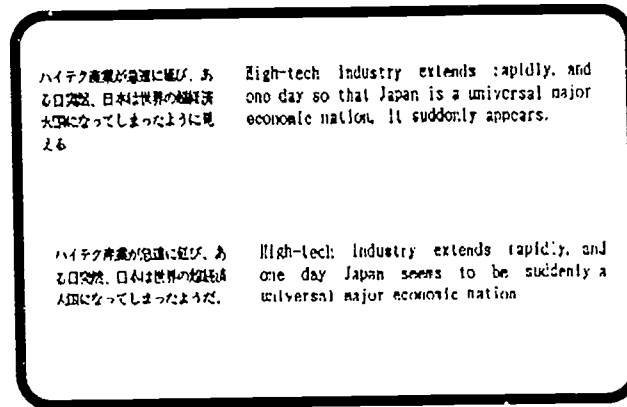 ハイテク産業が急速に延び、あ
る日突然、日本は世界の超経済
大国になってしまったように見
える
High-tech industry extends rapidly, and
one day so that Japan is a universal major
economic nation, it suddonly appears.
ハイテク産業が急速に延び、あ
る日突然、日本は世界の超経済
大国になってしまったようだ。
High-tech industry extends rapidly, and
one day Japan seems to be suddenly a
universal major economic nation